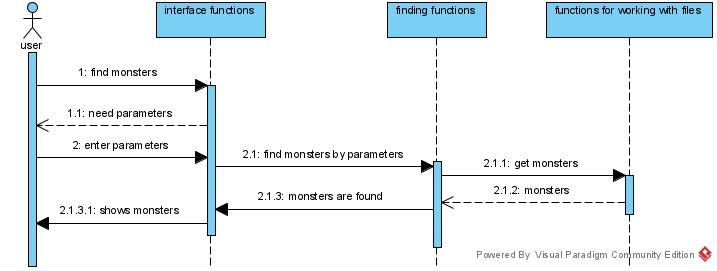 interface functions
finding functions
functions for working with files
user
1: find monsters
1.1: need parameters
2: enter parameters
2.1: find monsters by parameters
2.1.1: get monsters
2.1.2: monsters
2.1.3: monsters are found
2.1.3.1: shows monsters
Powered By Visual Paradigm Community Edition